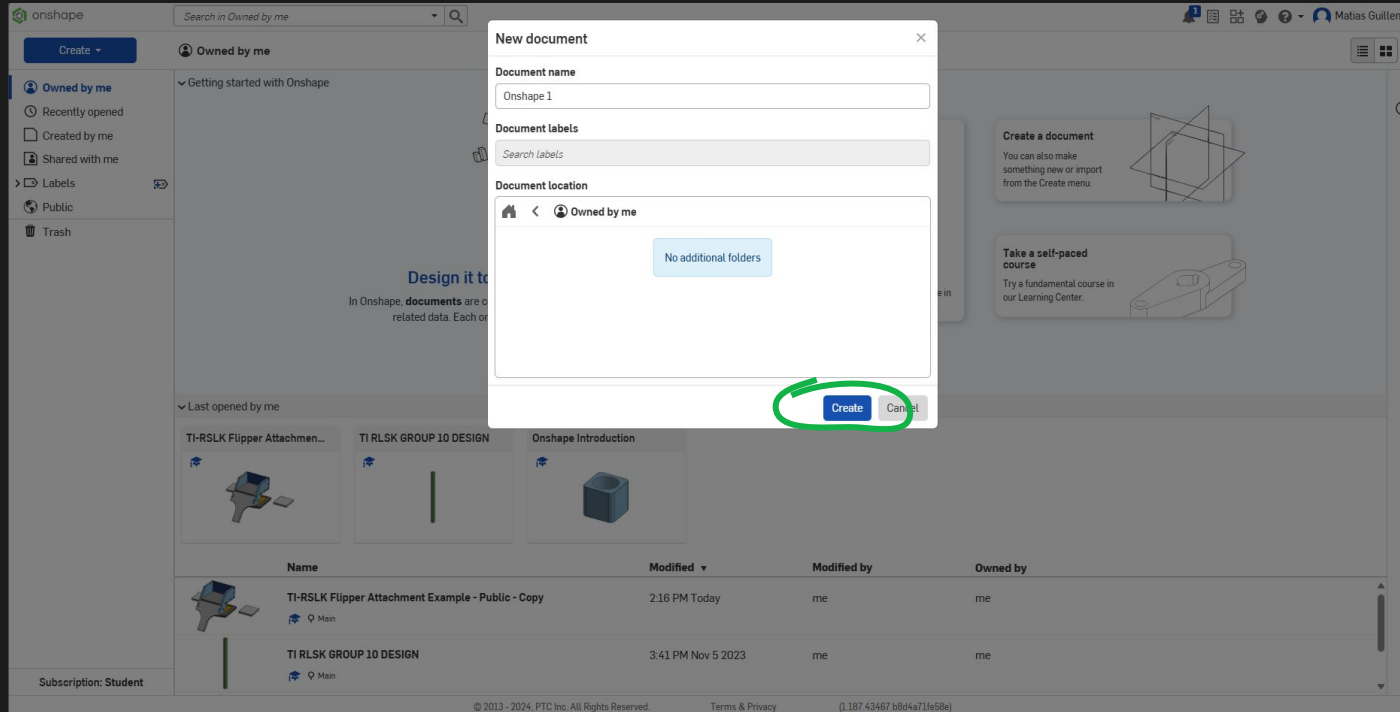 onshape
Search in Owned by me
1
Matias Guillen
Create
Owned by me
Owned by me
Recently opened
Created by me
Shared with me
Labels
Public
Trash
Subscription: Student
Getting started with Onshape
Design it to
In Onshape, documents are c
related data. Each or
e in
Create a document
You can also make
something new or import
from the Create menu.
Take a self-paced
course
Try a fundamental course in
our Learning Center.
New document
Document name
Onshape 1
Document labels
Search labels
Document location
Owned by me
No additional folders
Create
Cancel
Last opened by me
TI-RSLK Flipper Attachmen...
TI RLSK GROUP 10 DESIGN
Onshape Introduction
Name Modified Modified by Owned by
TI-RSLK Flipper Attachment Example - Public - Copy 2:16 PM Today me me
Main
TI RLSK GROUP 10 DESIGN 3:41 PM Nov 5 2023 me me
Main
© 2013 - 2024, PTC Inc. All Rights Reserved. Terms & Privacy (1.187.43467.b8d4a71fe58e)